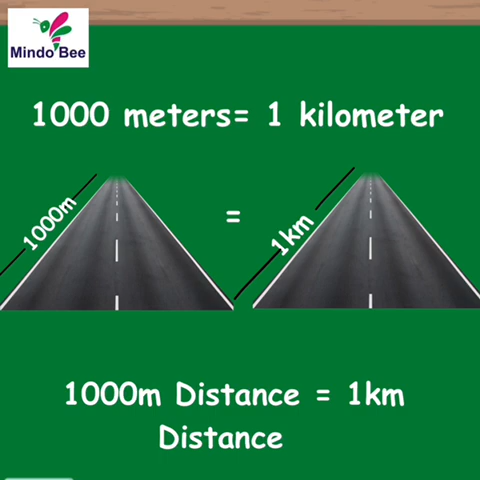 Mindo Bee
1000 meters= 1 kilometer
1000m
=
1km
1000m Distance = 1km
Distance